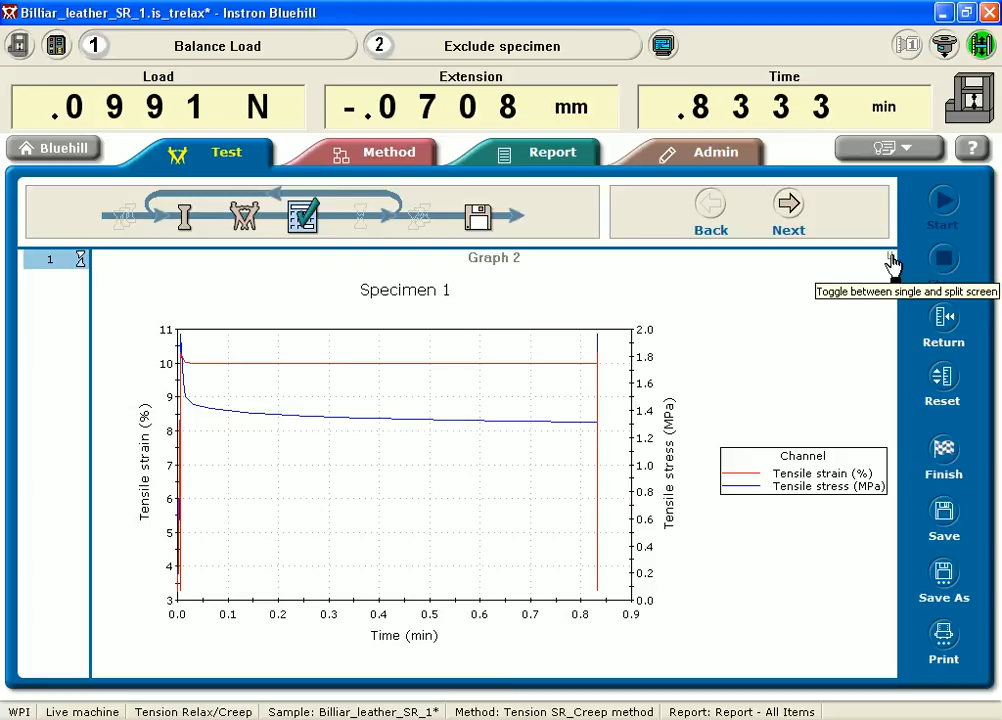 Billiar_leather_SR_1.is_trelax* - Instron Bluehill
1 Balance Load 2 Exclude specimen
Load Extension Time
.0991 N -.0708 mm .8333 min
Bluehill Test Method Report Admin ?
Back Next
Start
1
Graph 2
Toggle between single and split screen
Specimen 1
Return
Reset
Finish
Save
Save As
Print
Tensile strain (%)
11
10
9
8
7
6
5
4
3
2.0
1.8
1.6
1.4
1.2
1.0
0.8
0.6
0.4
0.2
0.0
Tensile stress (MPa)
0.0 0.1 0.2 0.3 0.4 0.5 0.6 0.7 0.8 0.9
Time (min)
Channel
Tensile strain (%)
Tensile stress (MPa)
WPI Live machine Tension Relax/Creep Sample: Billiar_leather_SR_1* Method: Tension SR_Creep method Report: Report - All Items